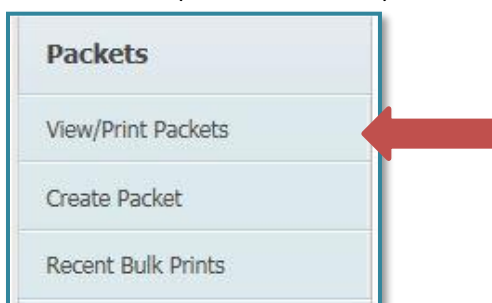 Packets
View/Print Packets
Create Packet
Recent Bulk Prints